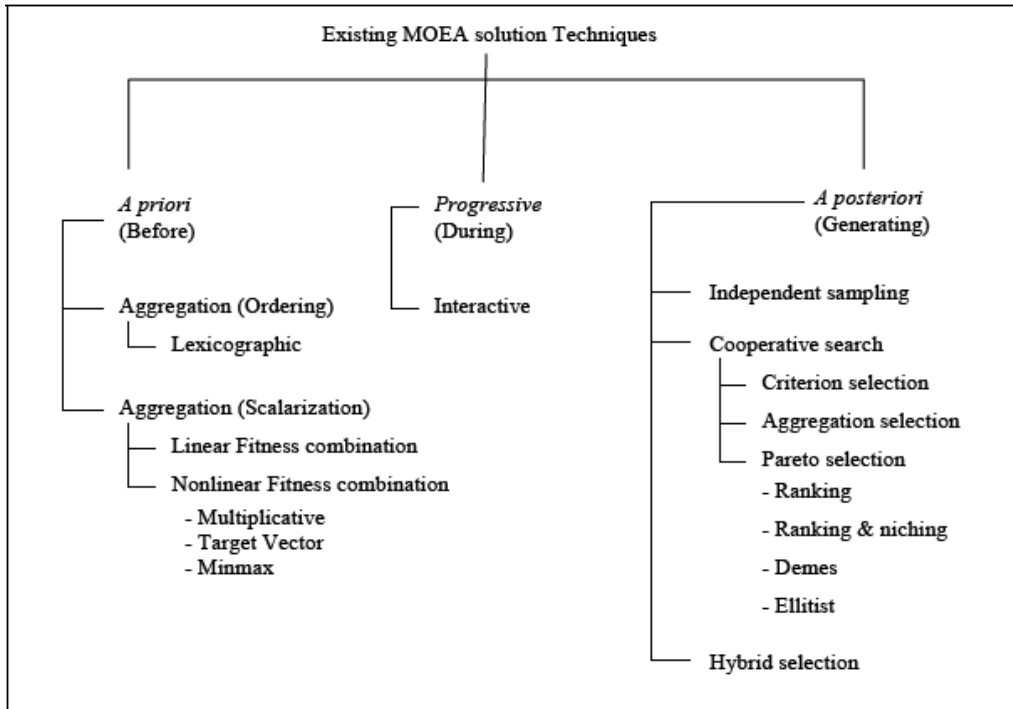 Existing MOEA solution Techniques
A priori
(Before)
Aggregation (Ordering)
Lexicographic
Aggregation (Scalarization)
Linear Fitness combination
Nonlinear Fitness combination
- Multiplicative
- Target Vector
- Minmax
Progressive
(During)
Interactive
A posteriori
(Generating)
Independent sampling
Cooperative search
Criterion selection
Aggregation selection
Pareto selection
- Ranking
- Ranking & niching
- Demes
- Ellitist
Hybrid selection